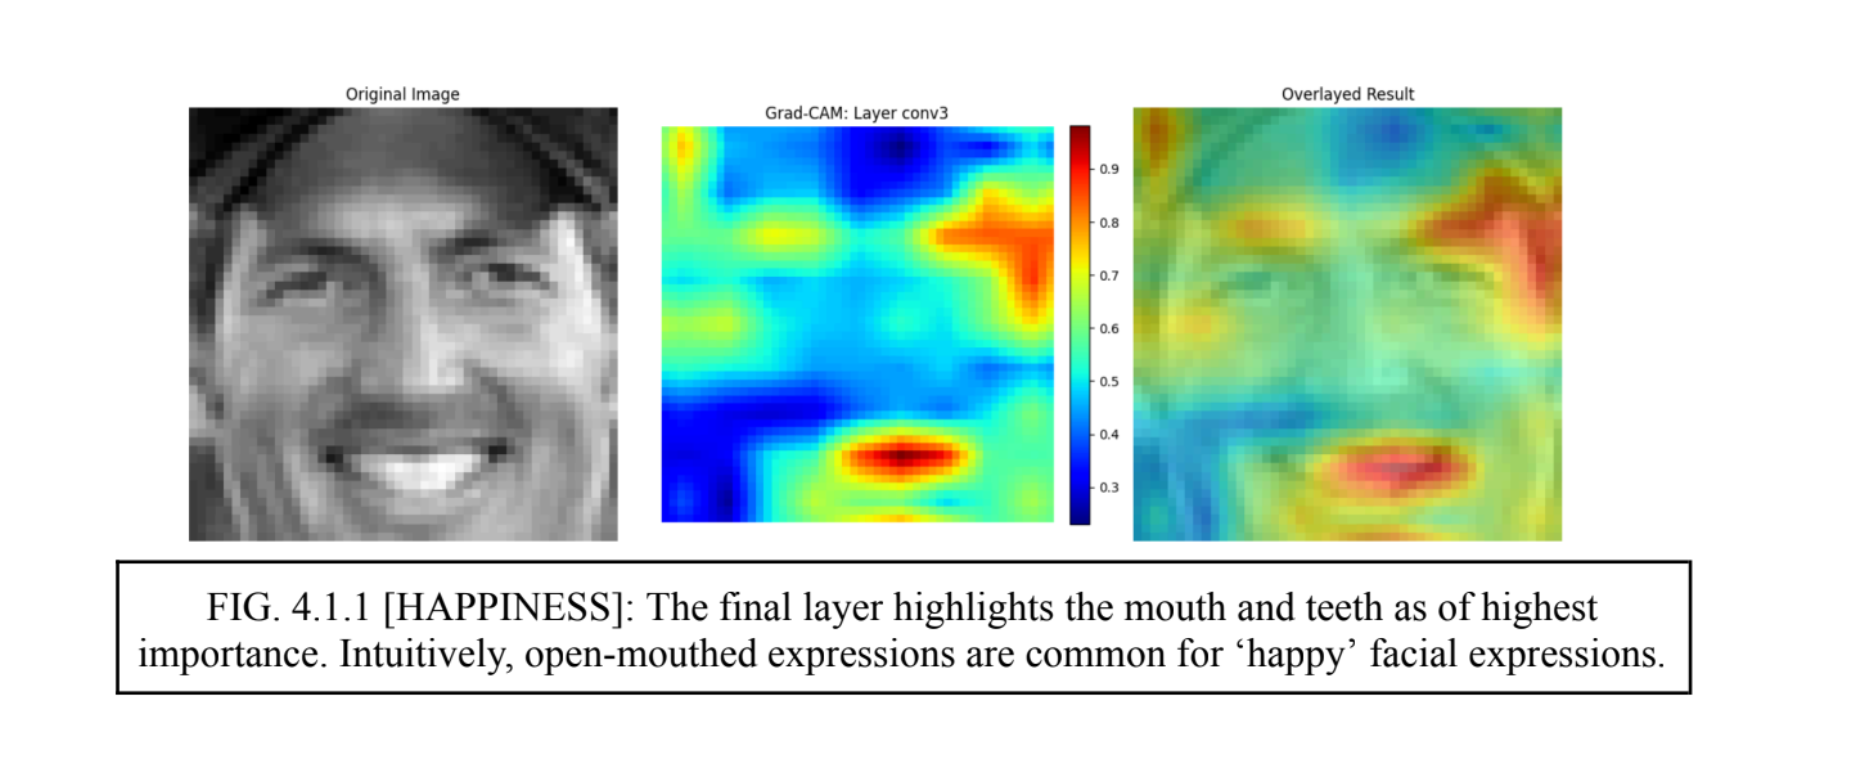 Original Image
Grad-CAM: Layer conv3
Overlayed Result
0.9
0.8
0.7
0.6
0.5
0.4
0.3
FIG. 4.1.1 [HAPPINESS]: The final layer highlights the mouth and teeth as of highest
importance. Intuitively, open-mouthed expressions are common for ‘happy’ facial expressions.